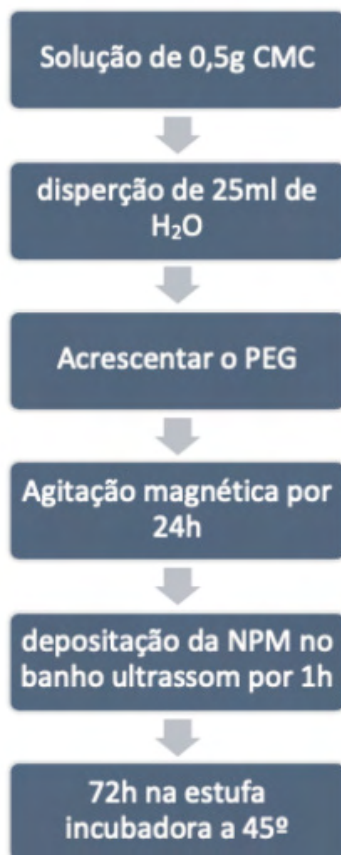 Solução de 0,5g CMC
disperção de 25ml de
H₂O
Acrescentar o PEG
Agitação magnética por
24h
depositação da NPM no
banho ultrassom por 1h
72h na estufa
incubadora a 45º